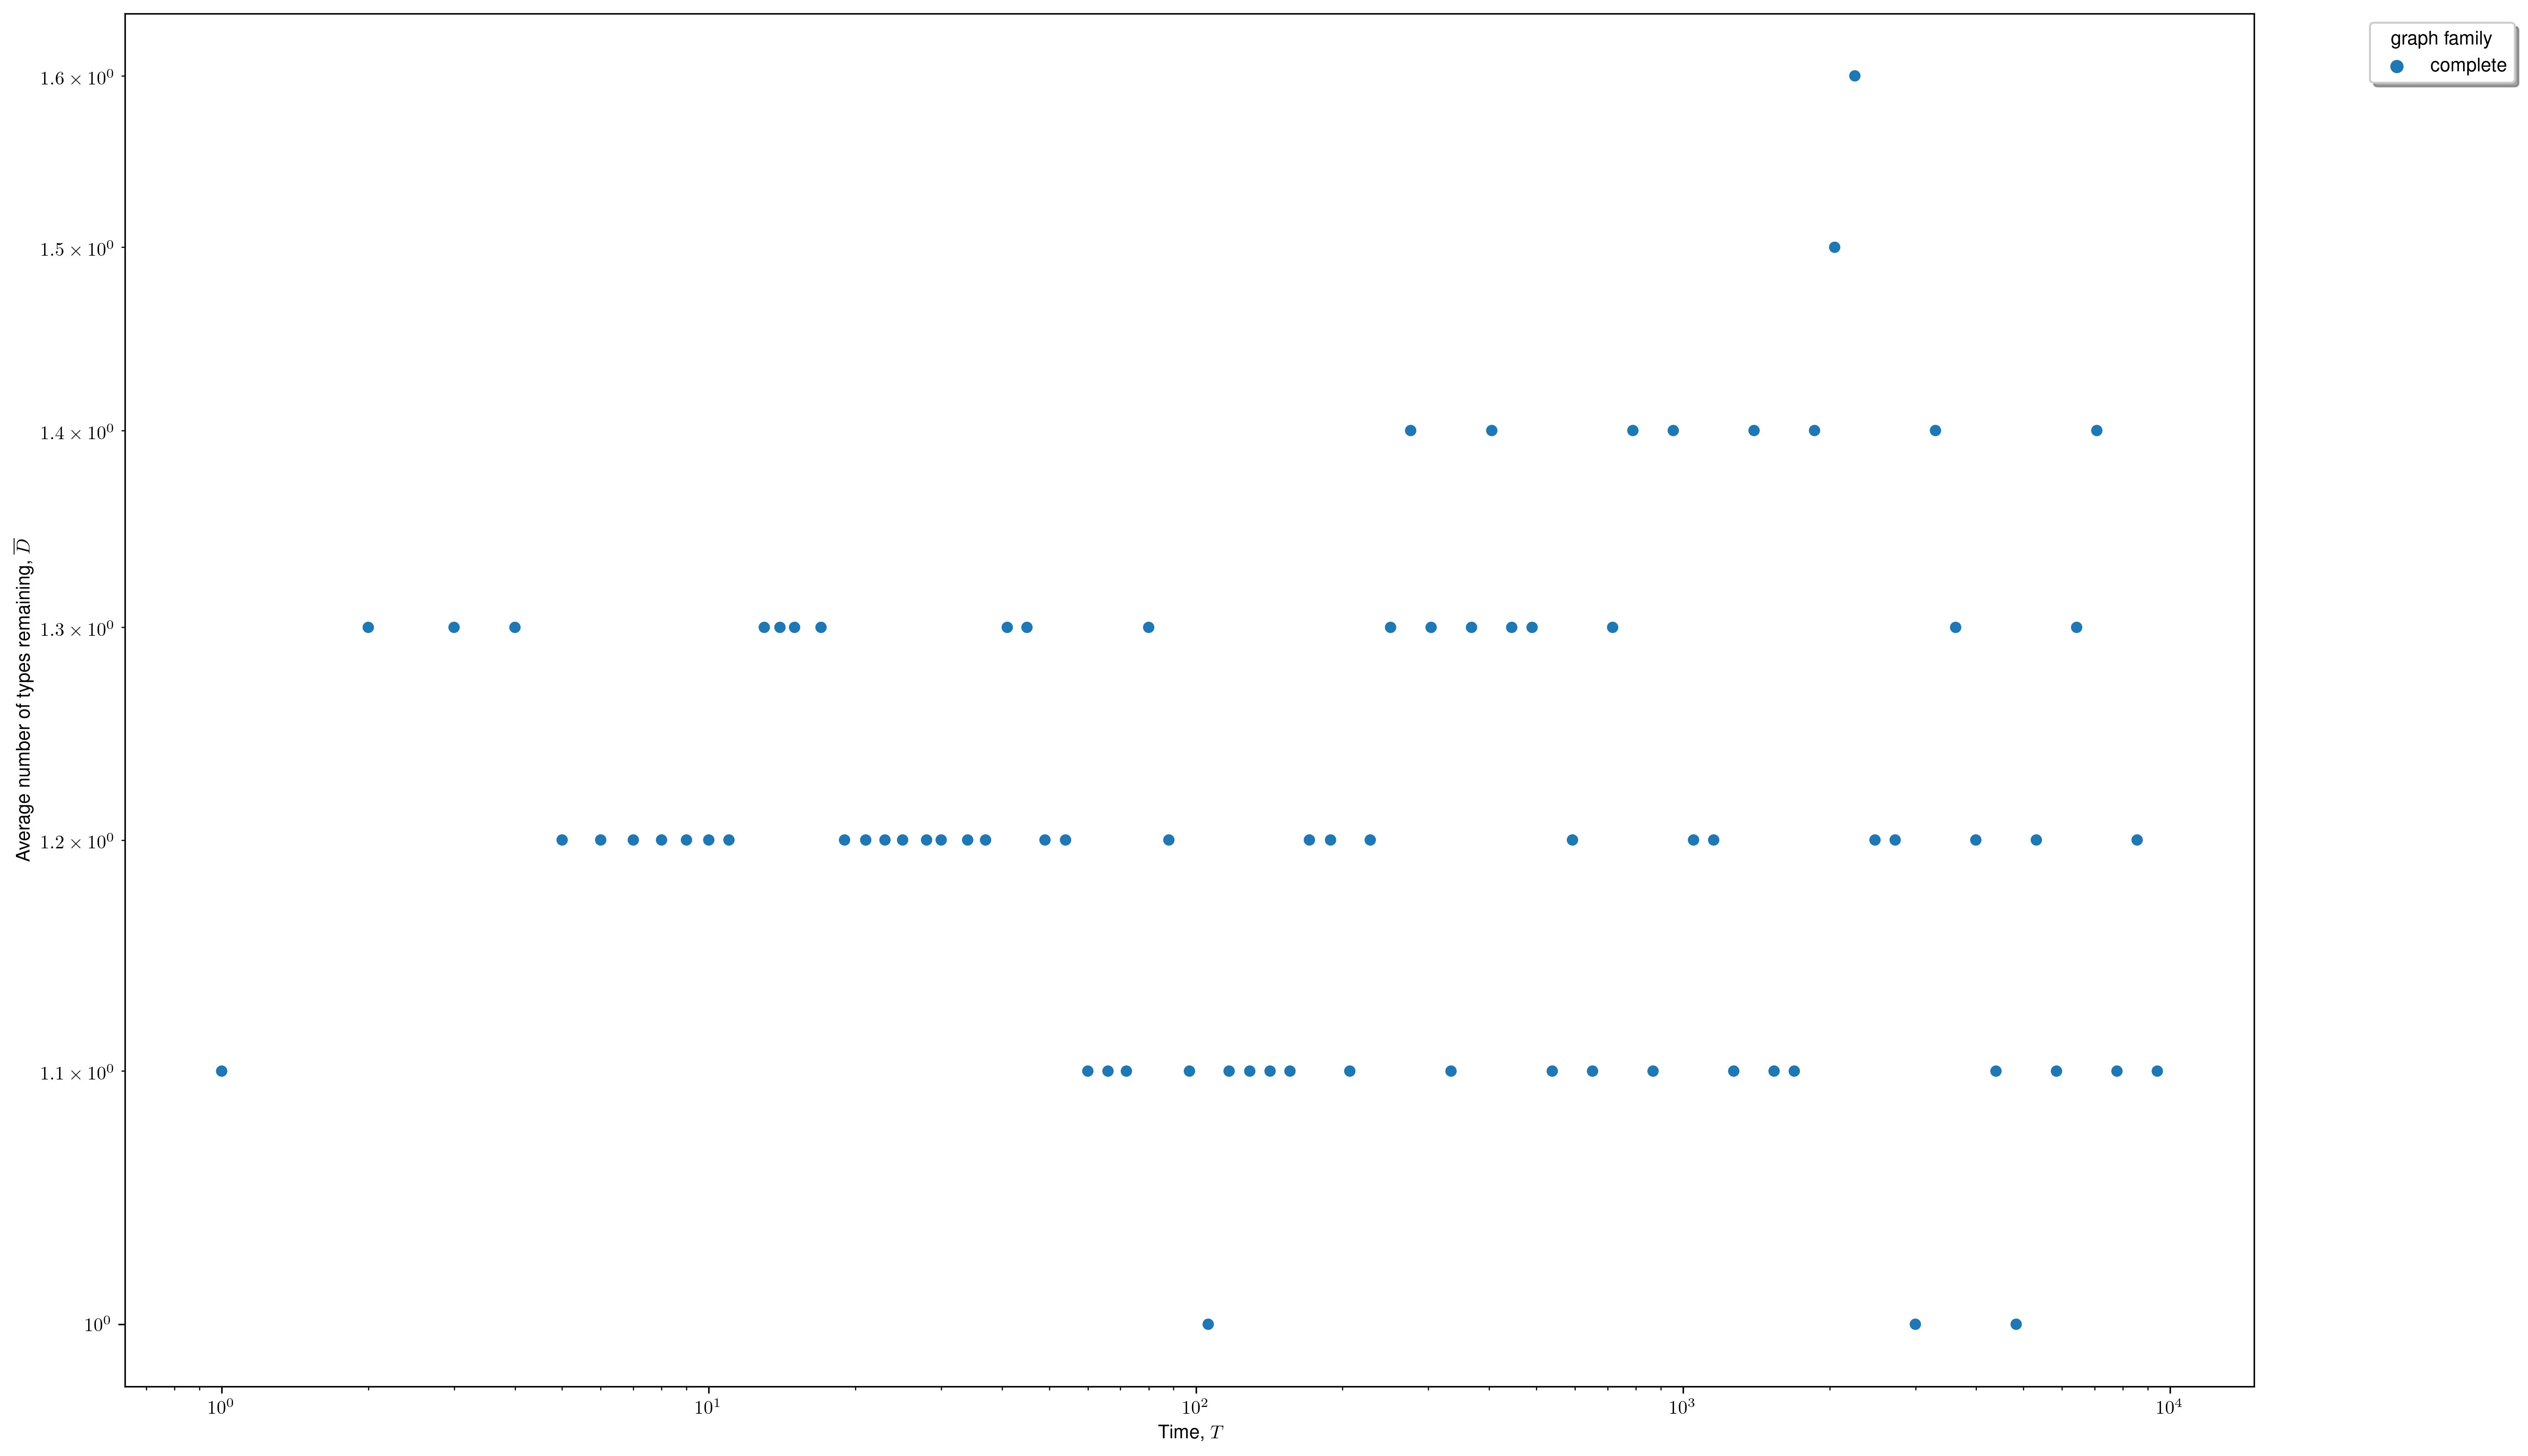 graph family
complete
1.6 × 10⁰
1.5 × 10⁰
1.4 × 10⁰
1.3 × 10⁰
1.2 × 10⁰
1.1 × 10⁰
10⁰
Average number of types remaining, D̅
10⁰ 10¹ 10² 10³ 10⁴
Time, T